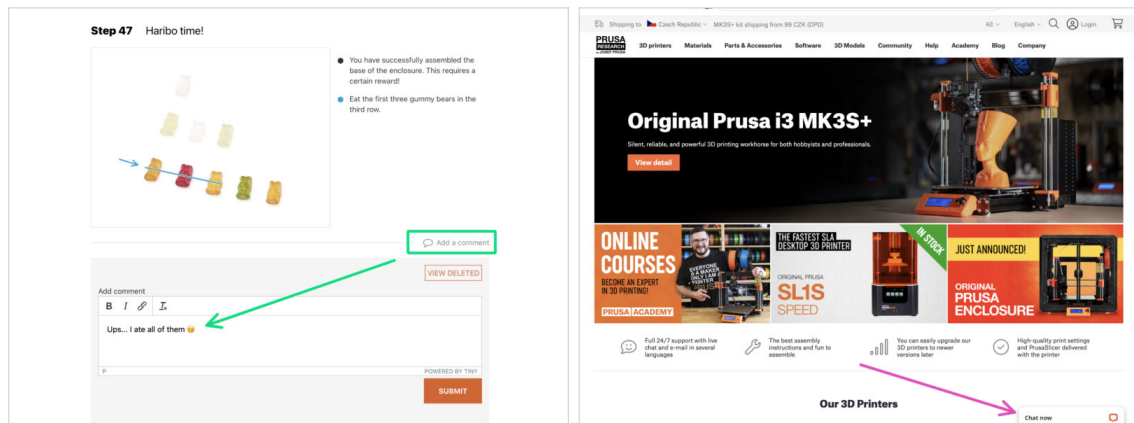 Step 47 Haribo time!
You have successfully assembled the
base of the enclosure. This requires a
certain reward!
Eat the first three gummy bears in the
third row.
Add a comment
VIEW DELETED
Add comment
B I
Ups... I ate all of them
P
POWERED BY TINY
SUBMIT
Shipping to Czech Republic MK3S+ kit shipping from 99 CZK (DPD)
Kč English Login
PRUSA
RESEARCH
by JOSEF PRUSA
3D printers Materials Parts & Accessories Software 3D Models Community Help Academy Blog Company
Original Prusa i3 MK3S+
Silent, reliable, and powerful 3D printing workhorse for both hobbyists and professionals.
View detail
ONLINE
COURSES
BECOME AN EXPERT
IN 3D PRINTING!
PRUSA ACADEMY
EVERYONE
IS A MAKER
THE FASTEST SLA
DESKTOP 3D PRINTER
ORIGINAL PRUSA
SL1S
SPEED
IN STOCK
JUST ANNOUNCED!
ORIGINAL
PRUSA
ENCLOSURE
Full 24/7 support with live
chat and e-mail in several
languages
The best assembly
instructions and fun to
assemble
You can easily upgrade our
3D printers to newer
versions later
High-quality print settings
and PrusaSlicer delivered
with the printer
Our 3D Printers
Chat now